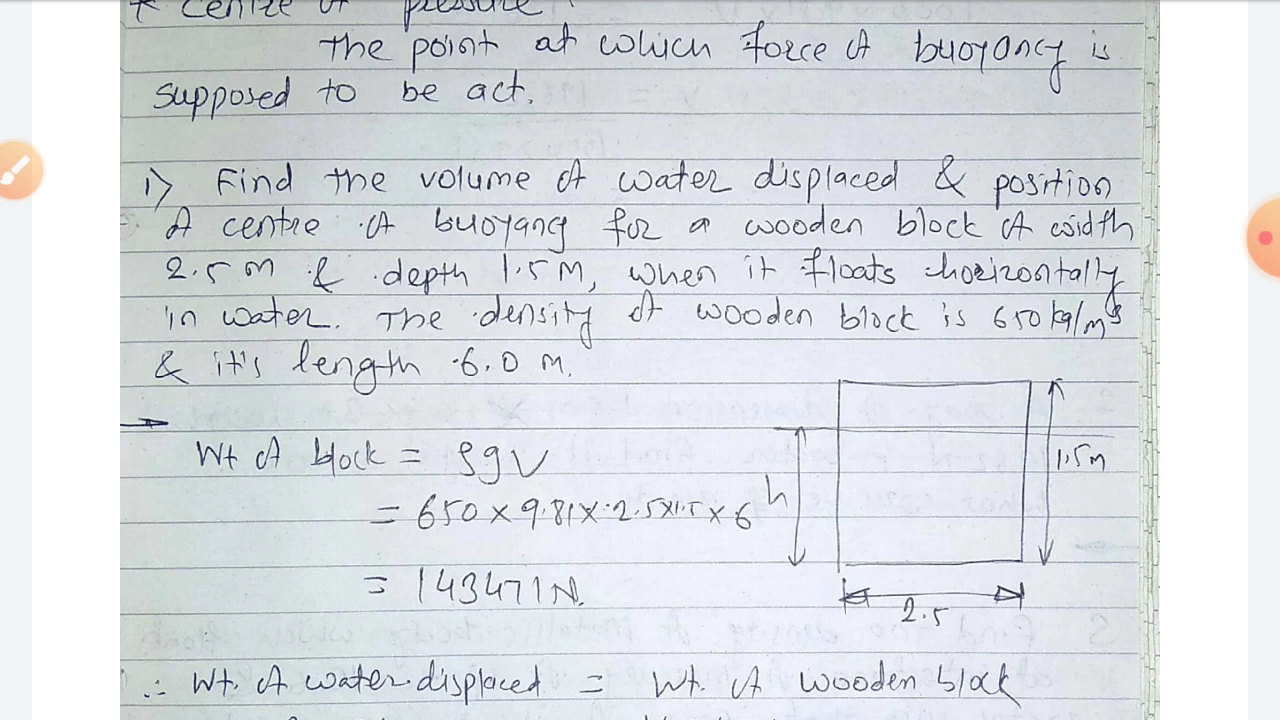 * Centre of pressure
The point at which force of buoyancy is
supposed to be act.
1) Find the volume of water displaced & position
of centre of buoyancy for a wooden block of width
2.5 m & depth 1.5 m, when it floats horizontally
in water. The density of wooden block is 650 kg/m³
& it's length 6.0 m.
Wt of block = ρgV
= 650 × 9.81 × 2.5×1.5 × 6
= 143471 N.
h
1.5m
2.5
∴ Wt. of water displaced = Wt. of wooden block